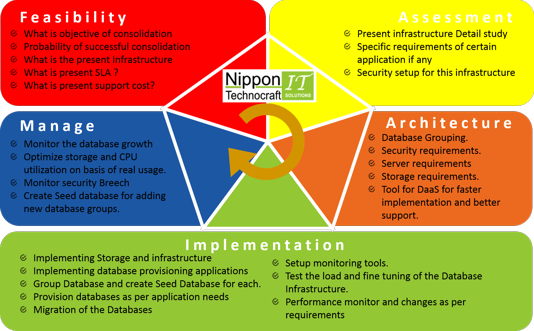 Feasibility
What is objective of consolidation
Probability of successful consolidation
What is the present Infrastructure
What is present SLA ?
What is present support cost?
Assessment
Present infrastructure Detail study
Specific requirements of certain
application if any
Security setup for this infrastructure
Nippon
Technocraft
IT
SOLUTIONS
Manage
Monitor the database growth
Optimize storage and CPU
utilization on basis of real usage.
Monitor security Breech
Create Seed database for adding
new database groups.
Architecture
Database Grouping.
Security requirements.
Server requirements
Storage requirements.
Tool for DaaS for faster
implementation and better
support.
Implementation
Implementing Storage and infrastructure
Implementing database provisioning applications
Group Database and create Seed Database for each.
Provision databases as per application needs
Migration of the Databases
Setup monitoring tools.
Test the load and fine tuning of the Database
Infrastructure.
Performance monitor and changes as per
requirements